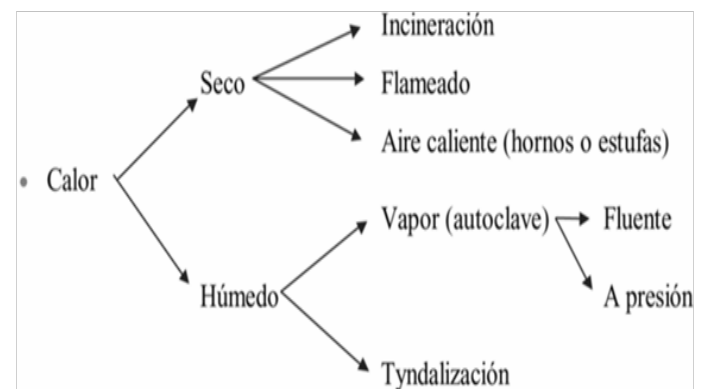 Incineración
Seco
Flameado
Aire caliente (hornos o estufas)
• Calor
Vapor (autoclave)
Fluente
Húmedo
A presión
Tyndalización